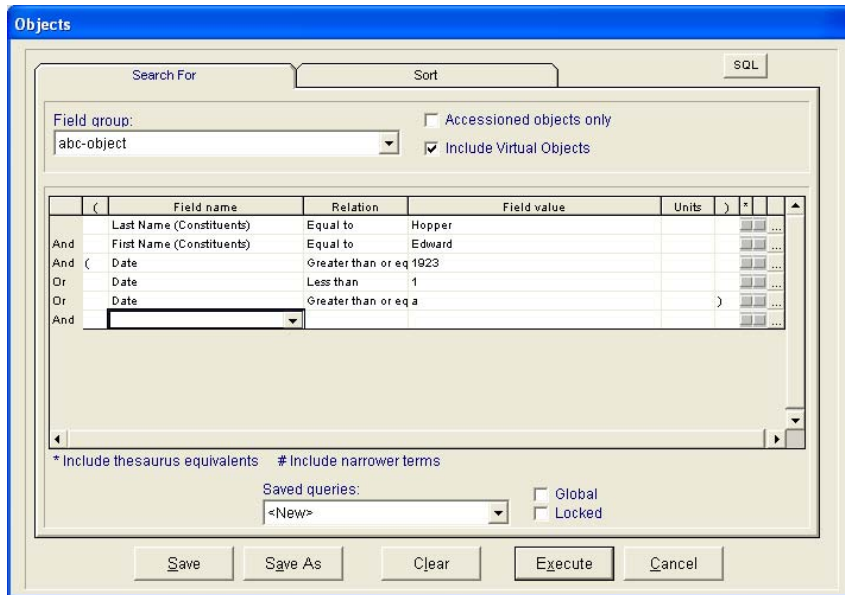 Objects
Search For Sort SQL
Field group:
abc-object
Accessioned objects only
Include Virtual Objects
( Field name Relation Field value Units ) *
Last Name (Constituents) Equal to Hopper ...
And First Name (Constituents) Equal to Edward ...
And ( Date Greater than or eq 1923 ...
Or Date Less than 1 ...
Or Date Greater than or eq a ) ...
And ...
* Include thesaurus equivalents # Include narrower terms
Saved queries:
<New>
Global
Locked
Save Save As Clear Execute Cancel